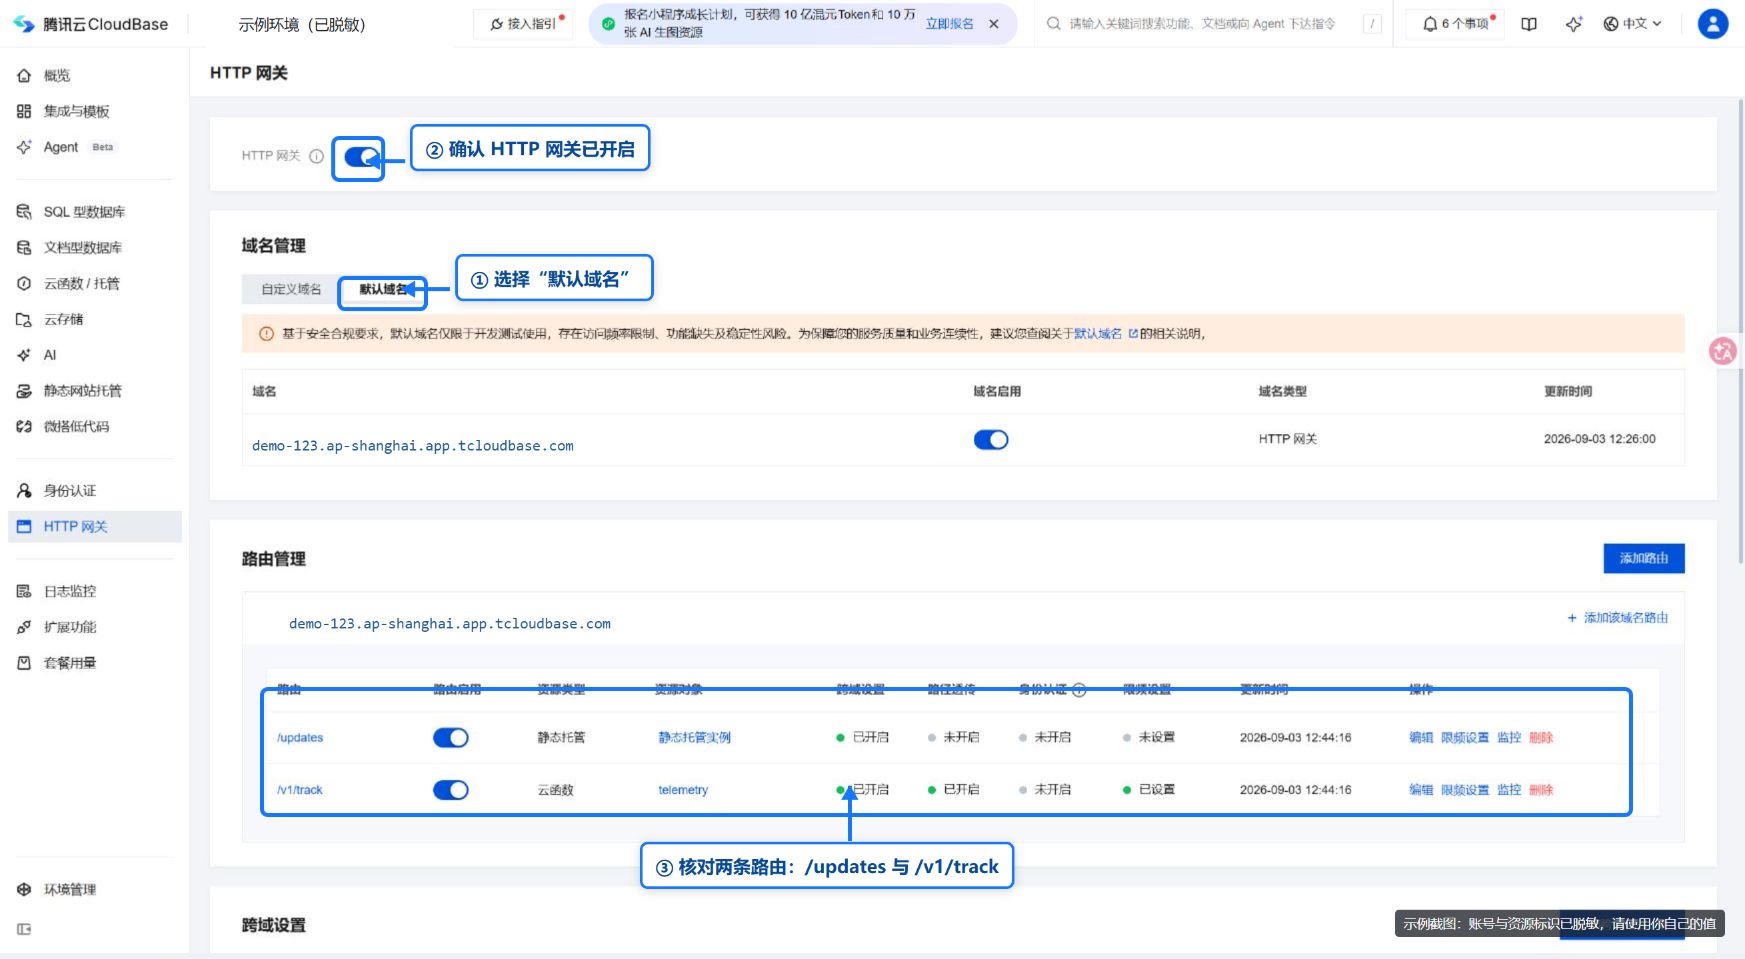 腾讯云CloudBase
示例环境（已脱敏）
接入指引
报名小程序成长计划，可获得 10 亿混元Token和 10 万
张 AI 生图资源
立即报名
请输入关键词搜索功能、文档或向 Agent 下达指令
/
6 个事项
中文
概览
集成与模板
Agent Beta
SQL 型数据库
文档型数据库
云函数 / 托管
云存储
AI
静态网站托管
微搭低代码
身份认证
HTTP 网关
日志监控
扩展功能
套餐用量
环境管理
HTTP 网关
HTTP 网关
② 确认 HTTP 网关已开启
域名管理
自定义域名
默认域名
① 选择“默认域名”
基于安全合规要求，默认域名仅限于开发测试使用，存在访问频率限制、功能缺失及稳定性风险。为保障您的服务质量和业务连续性，建议您查阅关于默认域名 的相关说明，
域名 域名启用 域名类型 更新时间
demo-123.ap-shanghai.app.tcloudbase.com HTTP 网关 2026-09-03 12:26:00
路由管理
添加路由
demo-123.ap-shanghai.app.tcloudbase.com
+ 添加该域名路由
路由 路由启用 资源类型 资源对象 跨域设置 路径透传 身份认证 限频设置 更新时间 操作
/updates 静态托管 静态托管实例 已开启 未开启 未开启 未设置 2026-09-03 12:44:16 编辑 限频设置 监控 删除
/v1/track 云函数 telemetry 已开启 已开启 未开启 已设置 2026-09-03 12:44:16 编辑 限频设置 监控 删除
③ 核对两条路由：/updates 与 /v1/track
跨域设置
示例截图：账号与资源标识已脱敏，请使用你自己的值